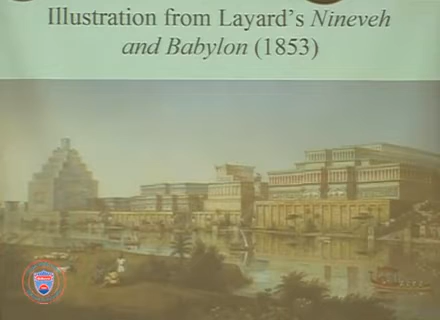 Illustration from Layard's Nineveh
and Babylon (1853)